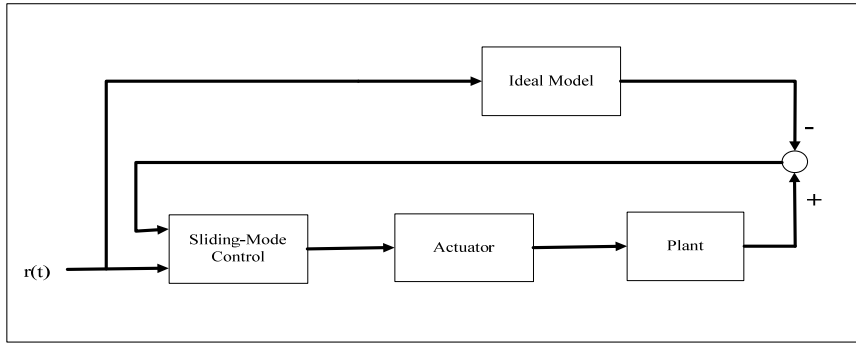 Ideal Model
-
+
Sliding-Mode
Control
Actuator
Plant
r(t)